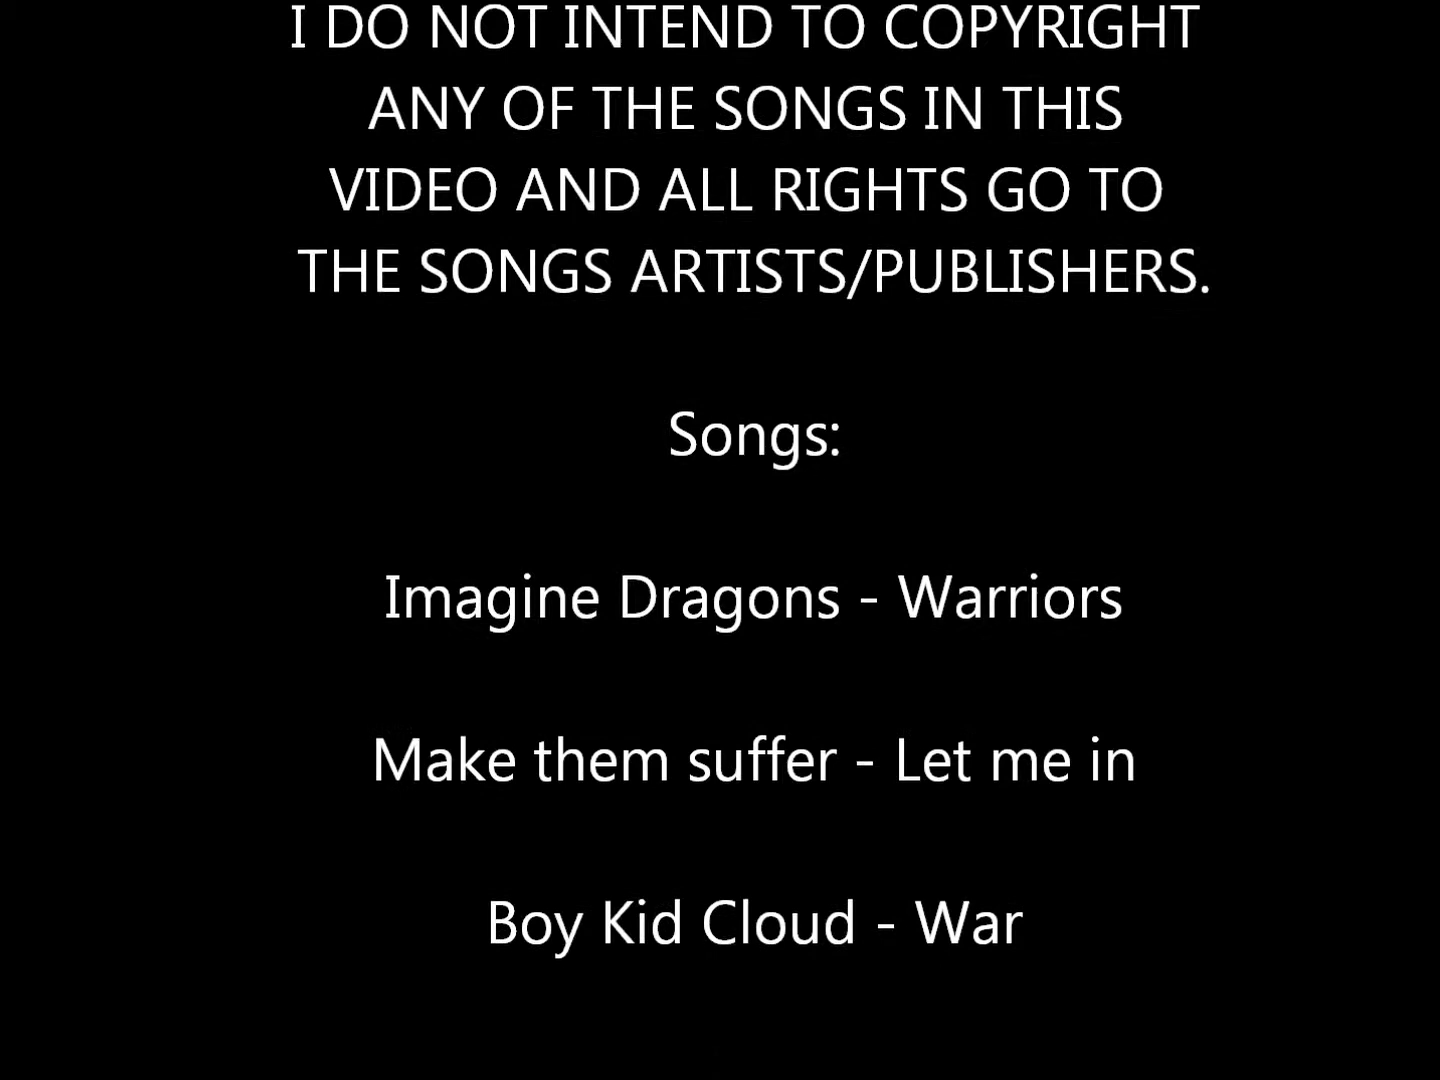 I DO NOT INTEND TO COPYRIGHT
ANY OF THE SONGS IN THIS
VIDEO AND ALL RIGHTS GO TO
THE SONGS ARTISTS/PUBLISHERS.
Songs:
Imagine Dragons - Warriors
Make them suffer - Let me in
Boy Kid Cloud - War